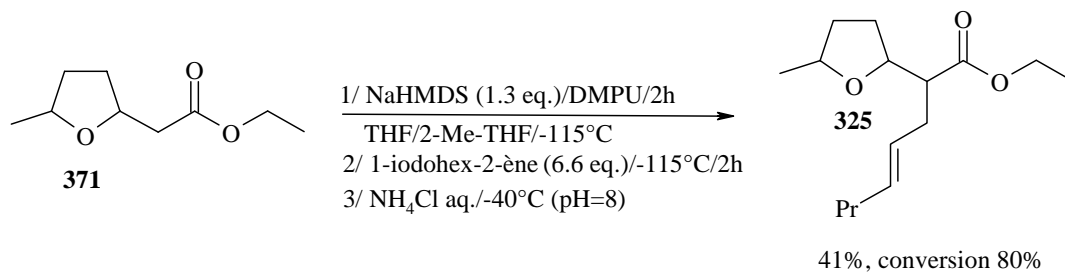 O
O
O
371
1/ NaHMDS (1.3 eq.)/DMPU/2h
THF/2-Me-THF/-115°C
2/ 1-iodohex-2-ène (6.6 eq.)/-115°C/2h
3/ NH4Cl aq./-40°C (pH=8)
O
O
O
325
Pr
41%, conversion 80%